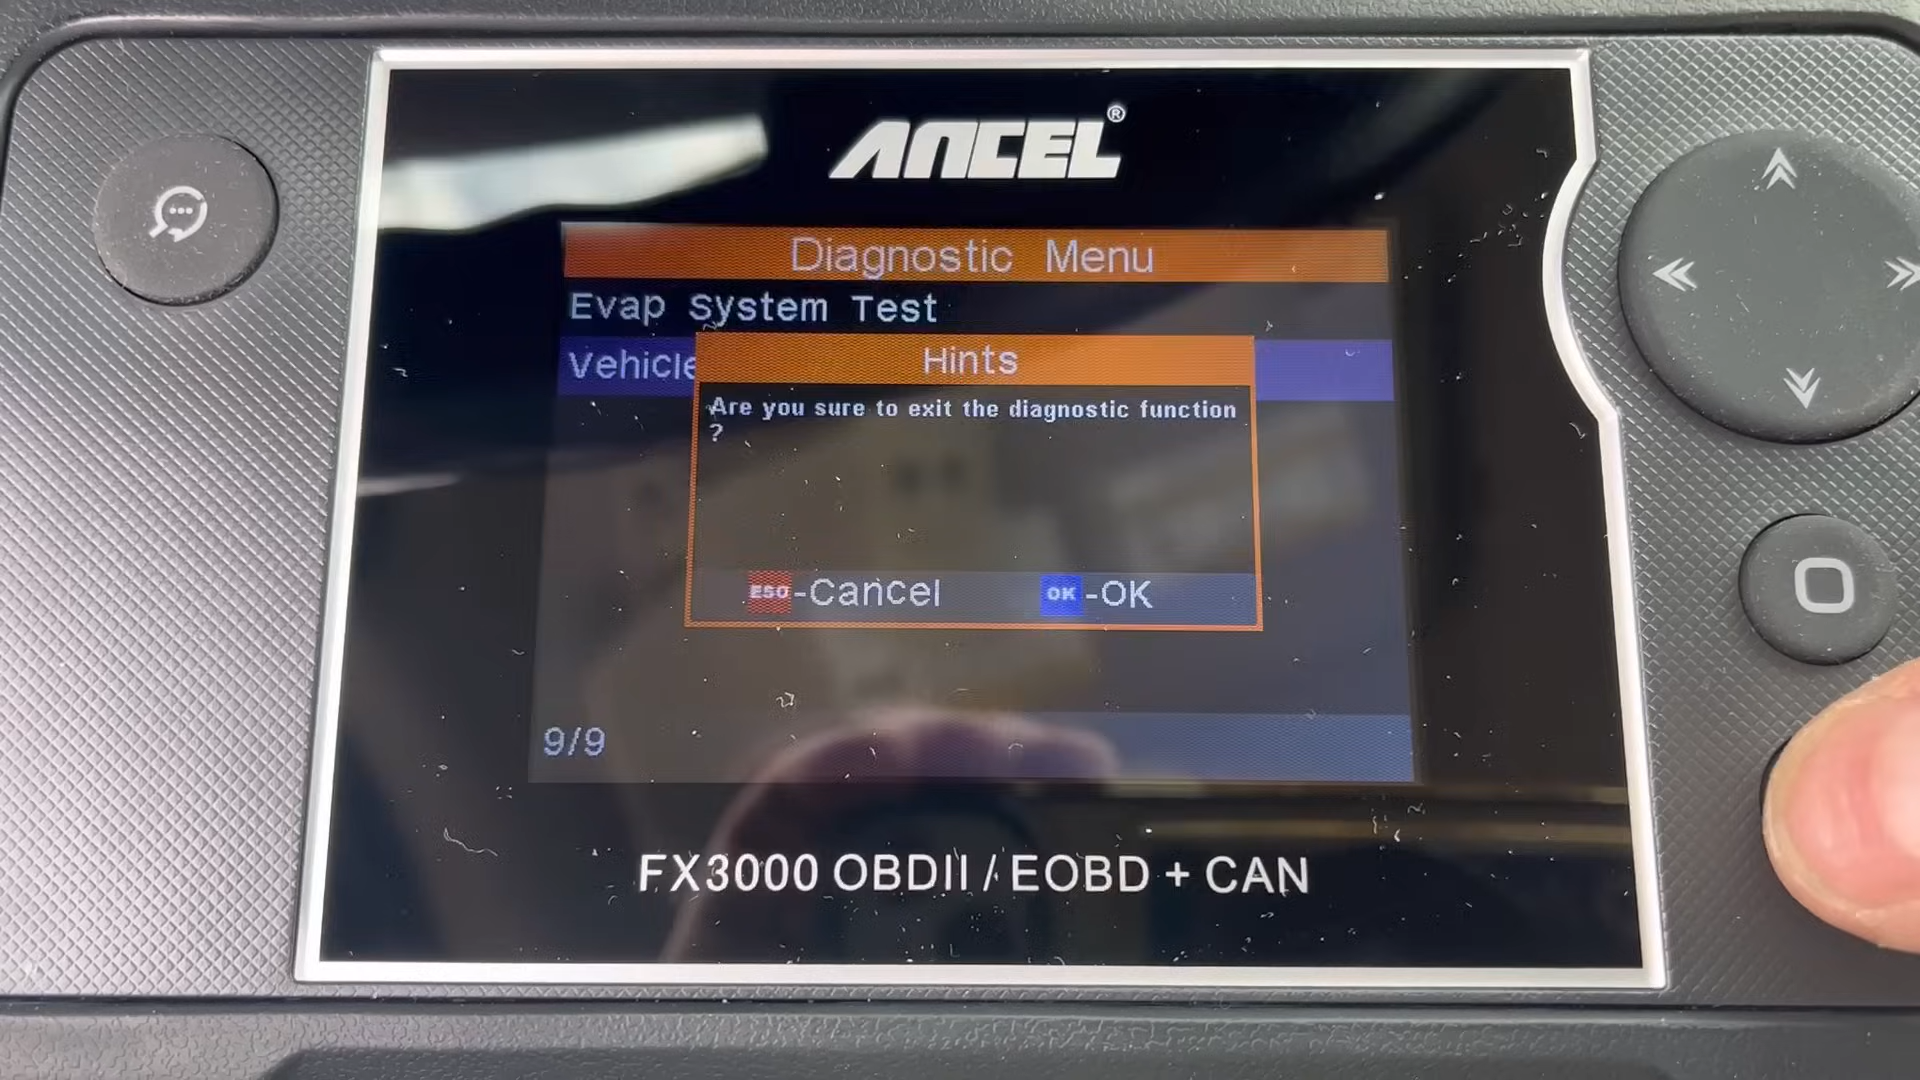 ANCEL®
Diagnostic Menu
Evap System Test
Vehicle
Hints
Are you sure to exit the diagnostic function
?
ESC-Cancel OK-OK
9/9
FX3000 OBDII / EOBD + CAN